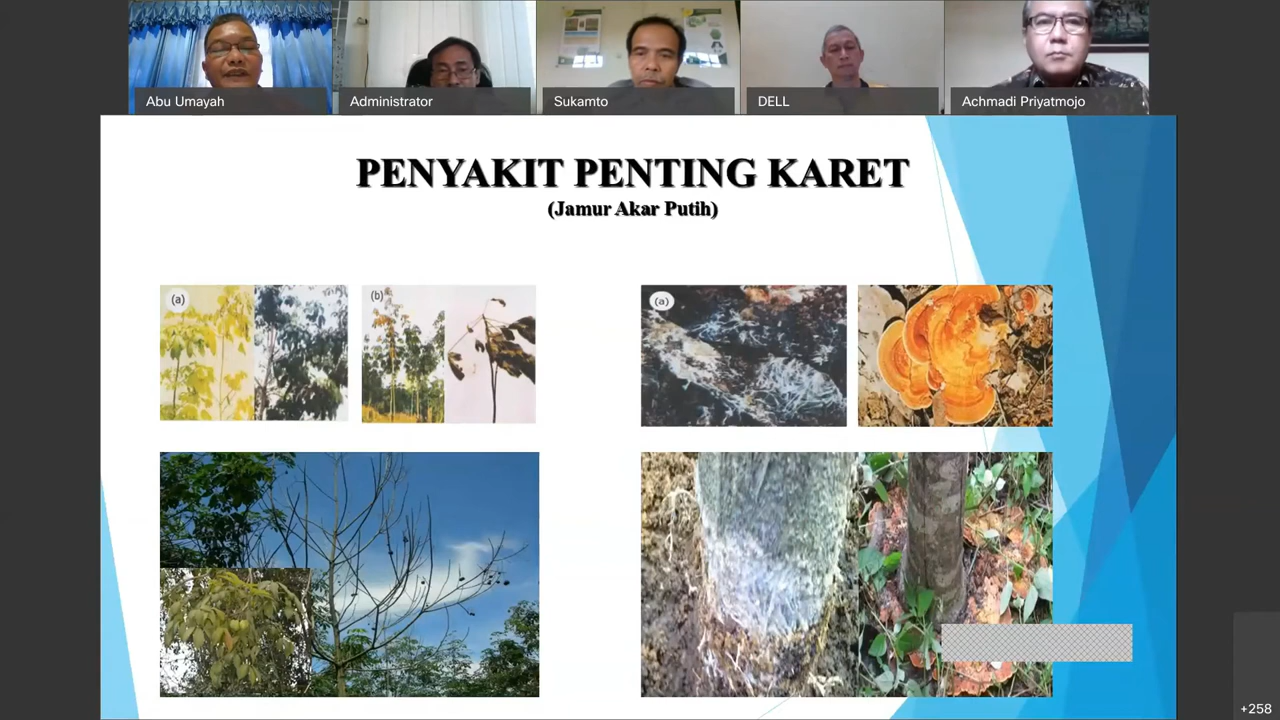 Abu Umayah
Administrator
Sukamto
DELL
Achmadi Priyatmojo
PENYAKIT PENTING KARET
(Jamur Akar Putih)
(a)
(b)
(a)
+258